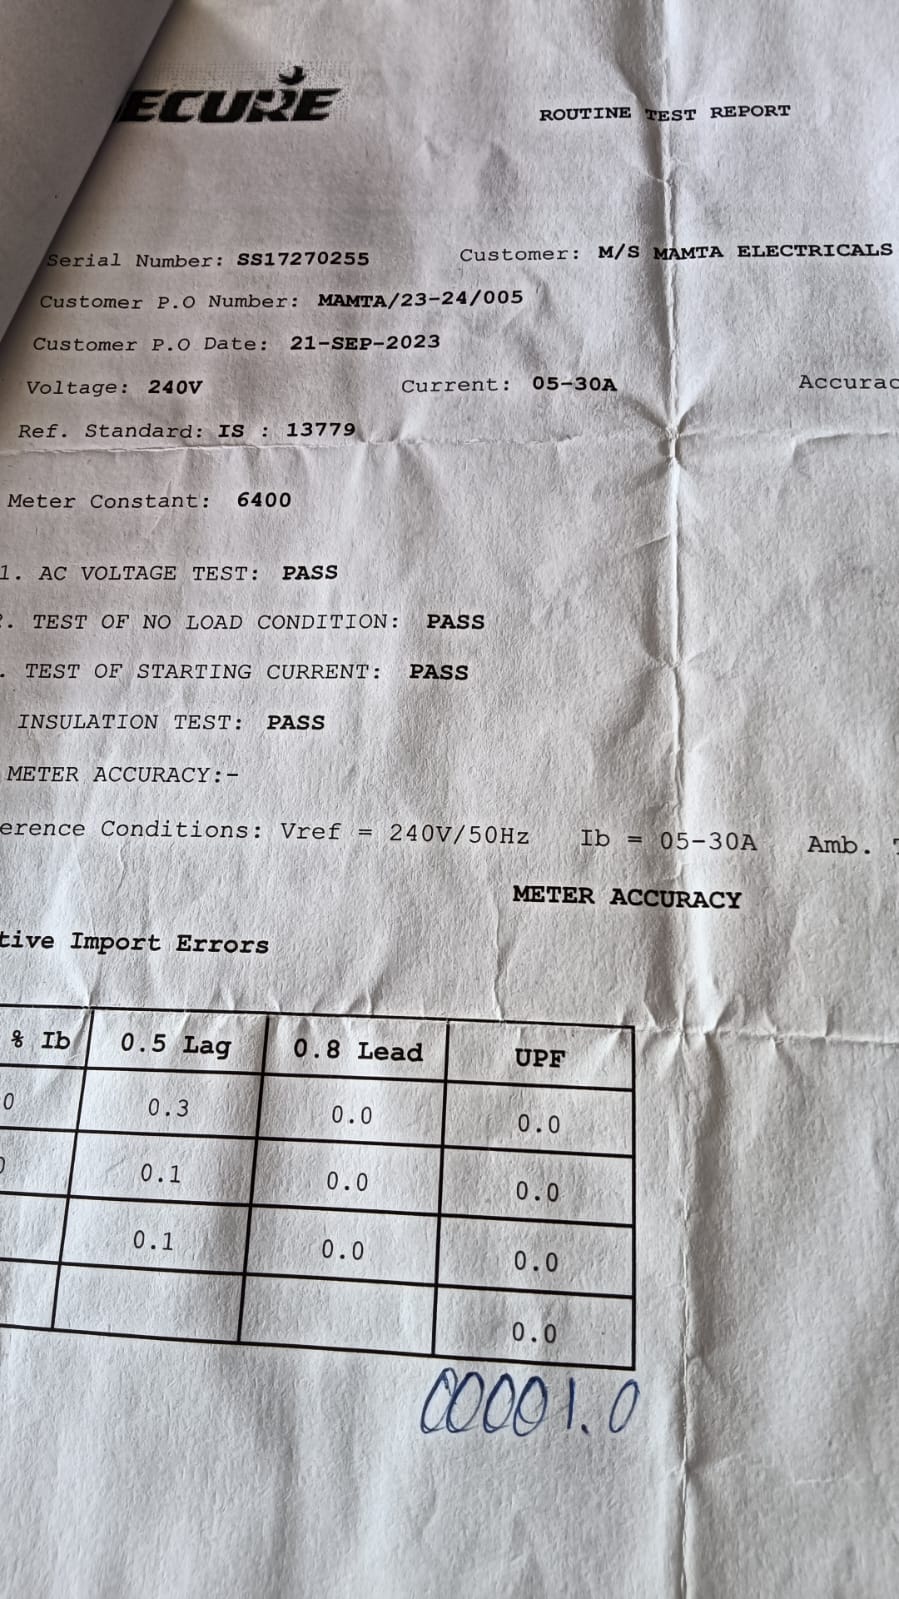 ECURE
ROUTINE TEST REPORT
Serial Number: SS17270255 Customer: M/S MAMTA ELECTRICALS
Customer P.O Number: MAMTA/23-24/005
Customer P.O Date: 21-SEP-2023
Voltage: 240V Current: 05-30A Accurac
Ref. Standard: IS : 13779
Meter Constant: 6400
1. AC VOLTAGE TEST: PASS
. TEST OF NO LOAD CONDITION: PASS
. TEST OF STARTING CURRENT: PASS
INSULATION TEST: PASS
METER ACCURACY:-
erence Conditions: Vref = 240V/50Hz Ib = 05-30A Amb.
METER ACCURACY
tive Import Errors
% Ib 0.5 Lag 0.8 Lead UPF
0 0.3 0.0 0.0
0.1 0.0 0.0
0.1 0.0 0.0
0.0
00001.0